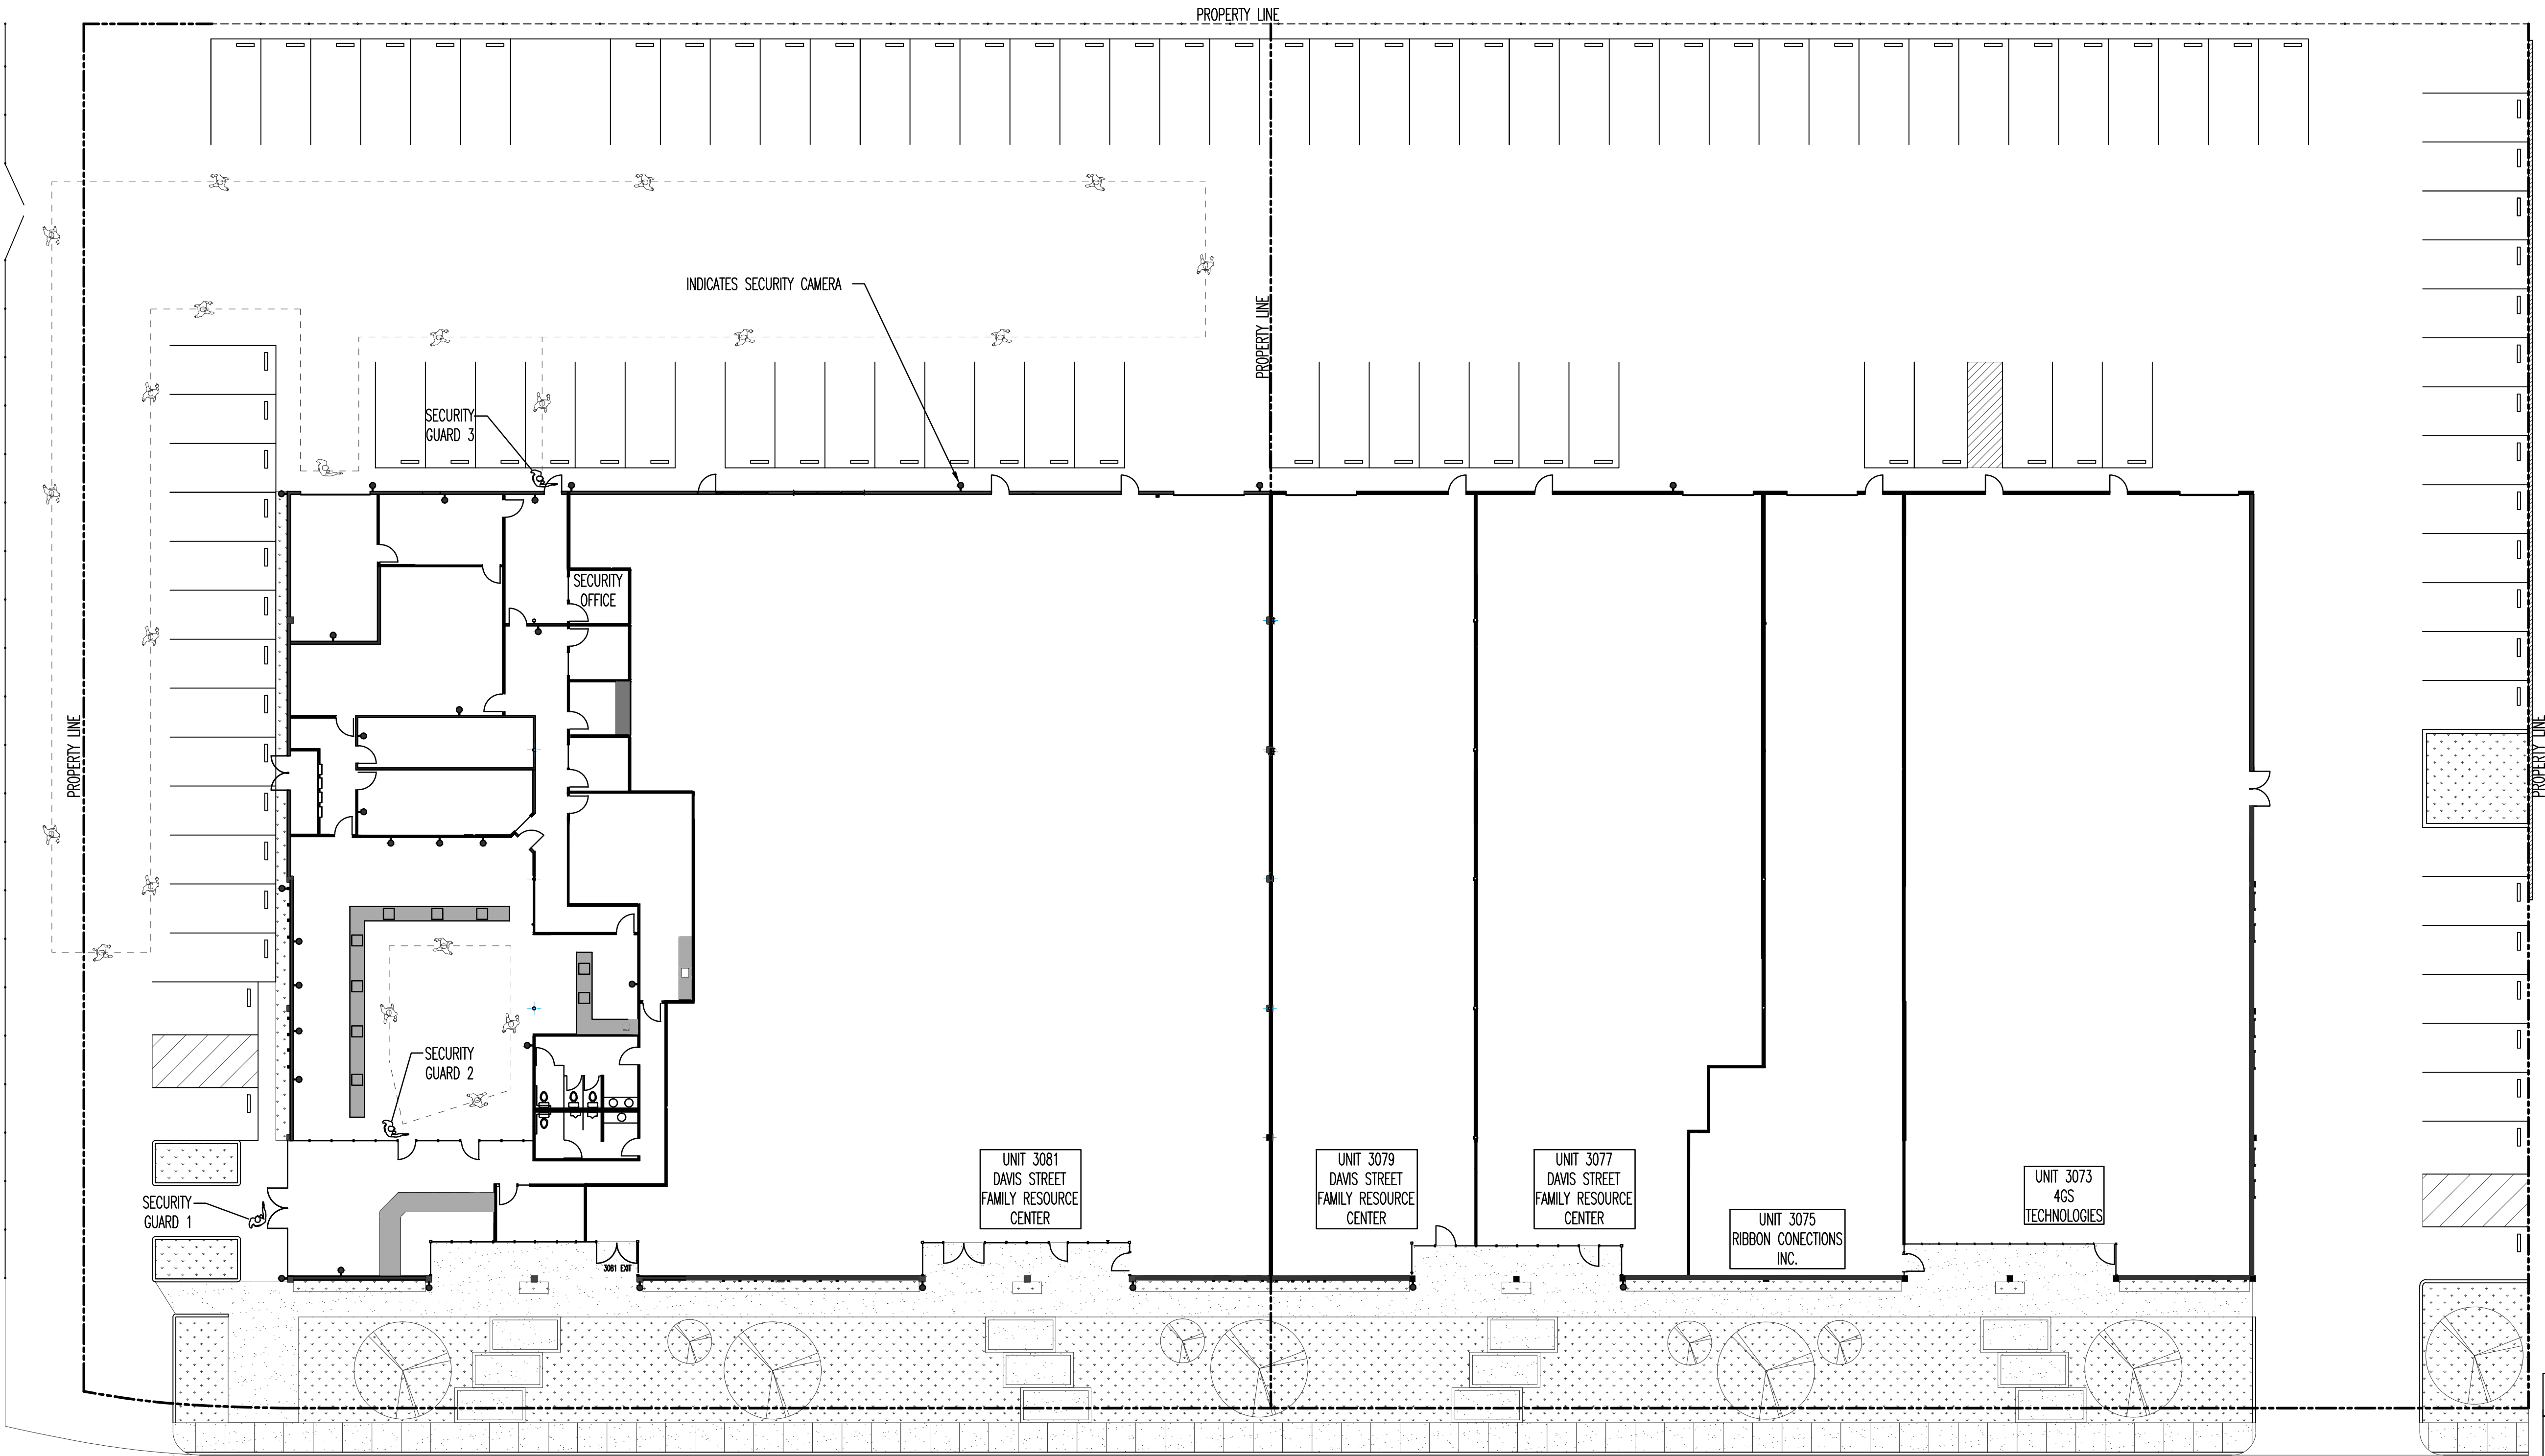 PROPERTY LINE
INDICATES SECURITY CAMERA
PROPERTY LINE
SECURITY
GUARD 3
SECURITY
OFFICE
PROPERTY LINE
PROPERTY LINE
SECURITY
GUARD 2
SECURITY
GUARD 1
UNIT 3081
DAVIS STREET
FAMILY RESOURCE
CENTER
UNIT 3079
DAVIS STREET
FAMILY RESOURCE
CENTER
UNIT 3077
DAVIS STREET
FAMILY RESOURCE
CENTER
UNIT 3075
RIBBON CONECTIONS
INC.
UNIT 3073
4GS
TECHNOLOGIES
3081 EXIT